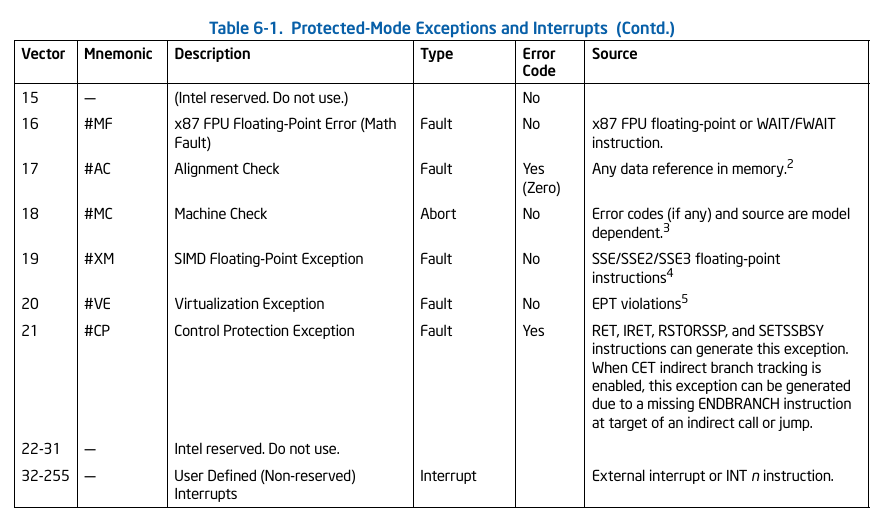 Table 6-1. Protected-Mode Exceptions and Interrupts (Contd.)
Vector Mnemonic Description Type Error Code Source
15 — (Intel reserved. Do not use.) No
16 #MF x87 FPU Floating-Point Error (Math Fault) Fault No x87 FPU floating-point or WAIT/FWAIT instruction.
17 #AC Alignment Check Fault Yes (Zero) Any data reference in memory.2
18 #MC Machine Check Abort No Error codes (if any) and source are model dependent.3
19 #XM SIMD Floating-Point Exception Fault No SSE/SSE2/SSE3 floating-point instructions4
20 #VE Virtualization Exception Fault No EPT violations5
21 #CP Control Protection Exception Fault Yes RET, IRET, RSTORSSP, and SETSSBSY
instructions can generate this exception.
When CET indirect branch tracking is
enabled, this exception can be generated
due to a missing ENDBRANCH instruction
at target of an indirect call or jump.
22-31 — Intel reserved. Do not use.
32-255 — User Defined (Non-reserved) Interrupts Interrupt External interrupt or INT n instruction.